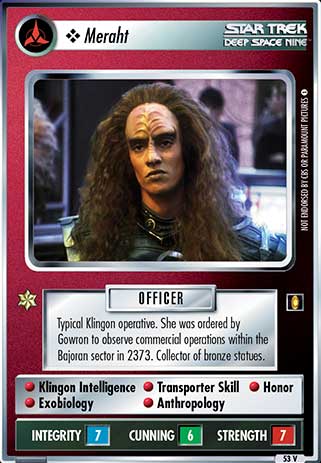 ❖ Meraht
STAR TREK
DEEP SPACE NINE
NOT ENDORSED BY CBS OR PARAMOUNT PICTURES
OFFICER
Typical Klingon operative. She was ordered by
Gowron to observe commercial operations within the
Bajoran sector in 2373. Collector of bronze statues.
Klingon Intelligence
Transporter Skill
Honor
Exobiology
Anthropology
INTEGRITY 7 CUNNING 6 STRENGTH 7
53 V